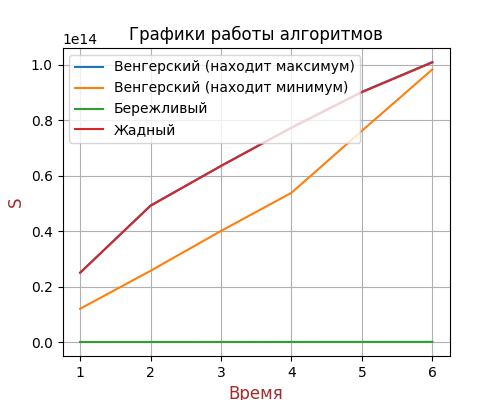 Графики работы алгоритмов
1e14
Венгерский (находит максимум)
Венгерский (находит минимум)
Бережливый
Жадный
1.0
0.8
0.6
0.4
0.2
0.0
S
1 2 3 4 5 6
Время